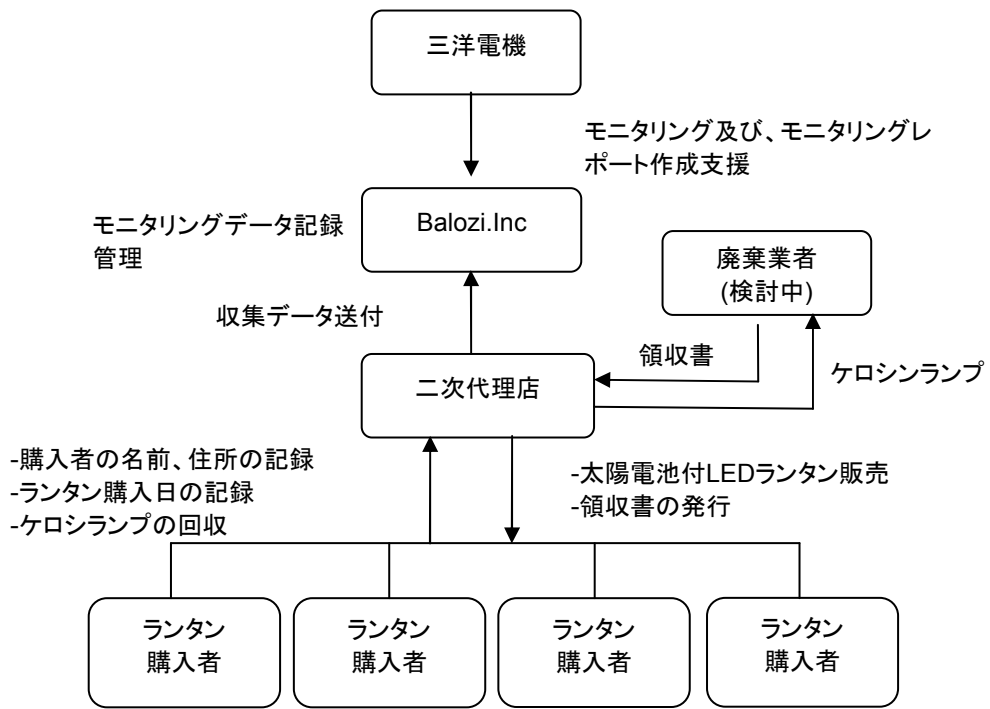 三洋電機
モニタリング及び、モニタリングレ
ポート作成支援
Balozi.Inc
モニタリングデータ記録
管理
廃棄業者
(検討中)
収集データ送付
領収書
ケロシンランプ
二次代理店
-購入者の名前、住所の記録
-ランタン購入日の記録
-ケロシランプの回収
-太陽電池付LEDランタン販売
-領収書の発行
ランタン
購入者
ランタン
購入者
ランタン
購入者
ランタン
購入者